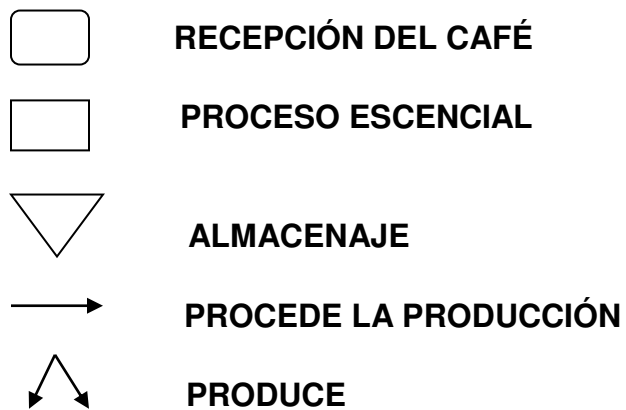 RECEPCIÓN DEL CAFÉ
PROCESO ESCENCIAL
ALMACENAJE
PROCEDE LA PRODUCCIÓN
PRODUCE